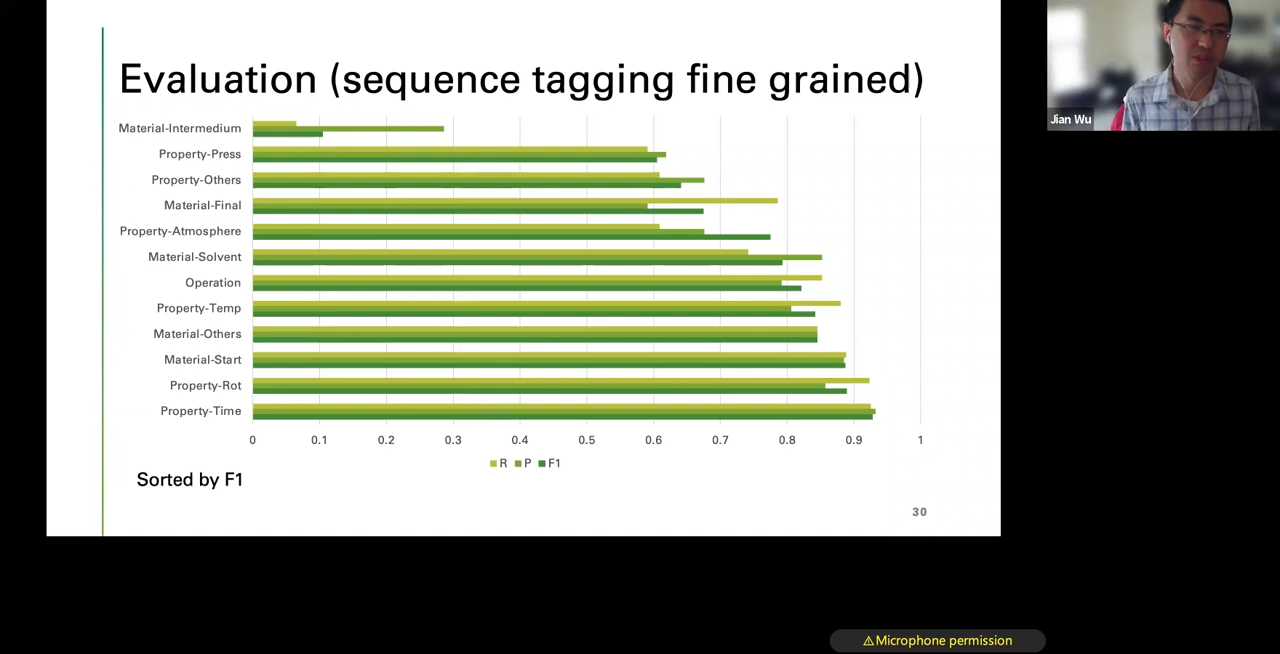 Evaluation (sequence tagging fine grained)
Material-Intermedium
Property-Press
Property-Others
Material-Final
Property-Atmosphere
Material-Solvent
Operation
Property-Temp
Material-Others
Material-Start
Property-Rot
Property-Time
0 0.1 0.2 0.3 0.4 0.5 0.6 0.7 0.8 0.9 1
R P F1
Sorted by F1
30
Jian Wu
⚠Microphone permission